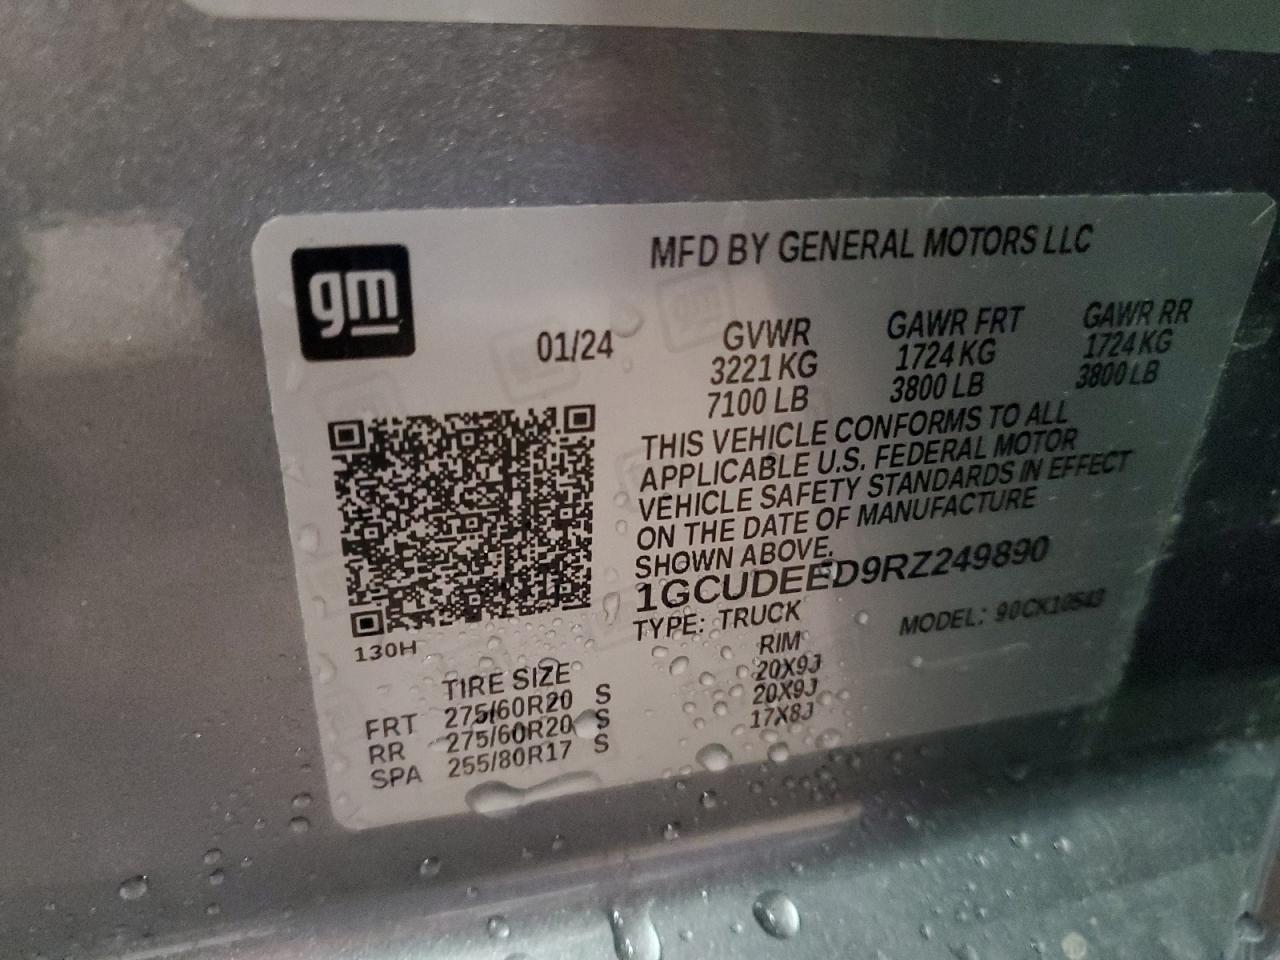 gm
MFD BY GENERAL MOTORS LLC
01/24 GVWR GAWR FRT GAWR RR
3221 KG 1724 KG 1724 KG
7100 LB 3800 LB 3800 LB
THIS VEHICLE CONFORMS TO ALL
APPLICABLE U.S. FEDERAL MOTOR
VEHICLE SAFETY STANDARDS IN EFFECT
ON THE DATE OF MANUFACTURE
SHOWN ABOVE.
1GCUDEED9RZ249890
TYPE: TRUCK MODEL: 90CK10543
130H
TIRE SIZE RIM
FRT 275/60R20 S 20X9J
RR 275/60R20 S 20X9J
SPA 255/80R17 S 17X8J